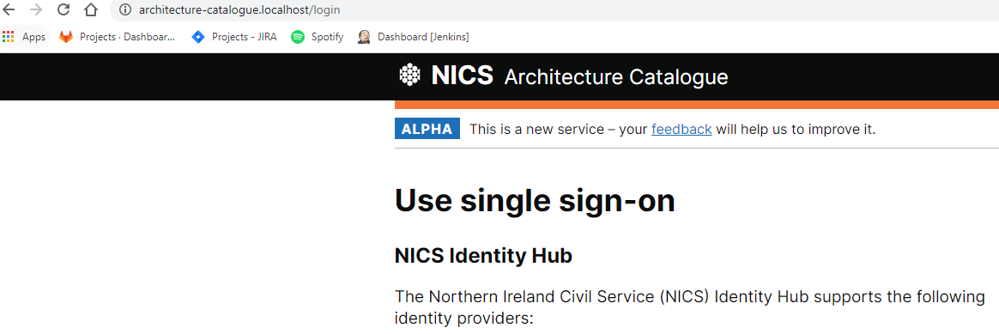 architecture-catalogue.localhost/login
Apps Projects · Dashboar... Projects - JIRA Spotify Dashboard [Jenkins]
NICS Architecture Catalogue
ALPHA This is a new service – your feedback will help us to improve it.
Use single sign-on
NICS Identity Hub
The Northern Ireland Civil Service (NICS) Identity Hub supports the following
identity providers: